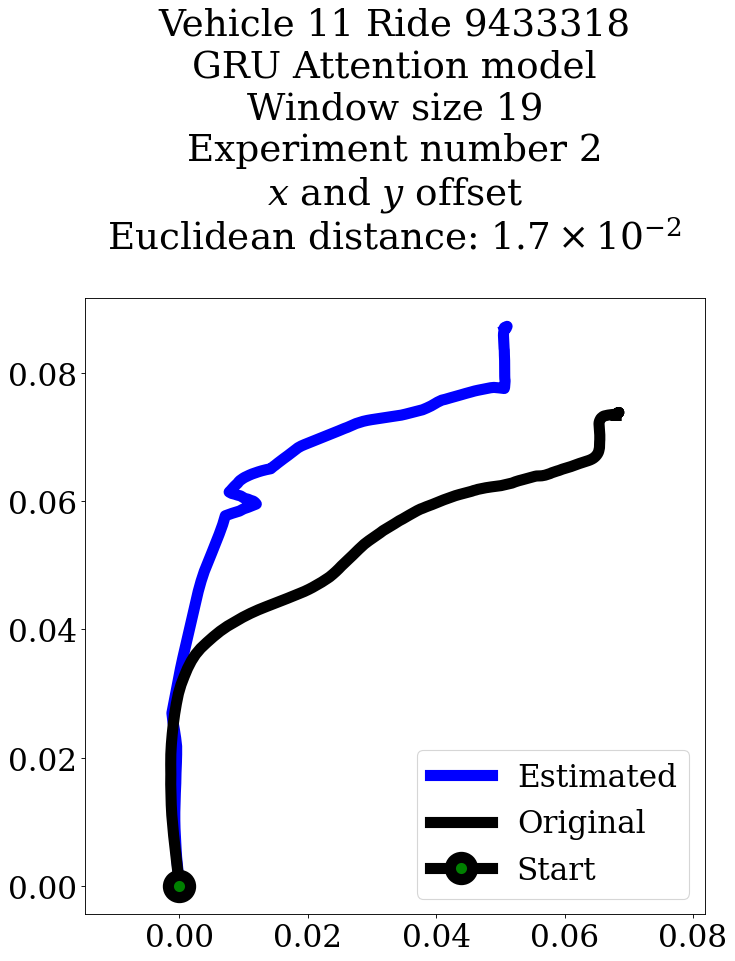 Vehicle 11 Ride 9433318
GRU Attention model
Window size 19
Experiment number 2
x and y offset
Euclidean distance: 1.7 × 10⁻²
0.08
0.06
0.04
0.02
0.00
Estimated
Original
Start
0.00 0.02 0.04 0.06 0.08